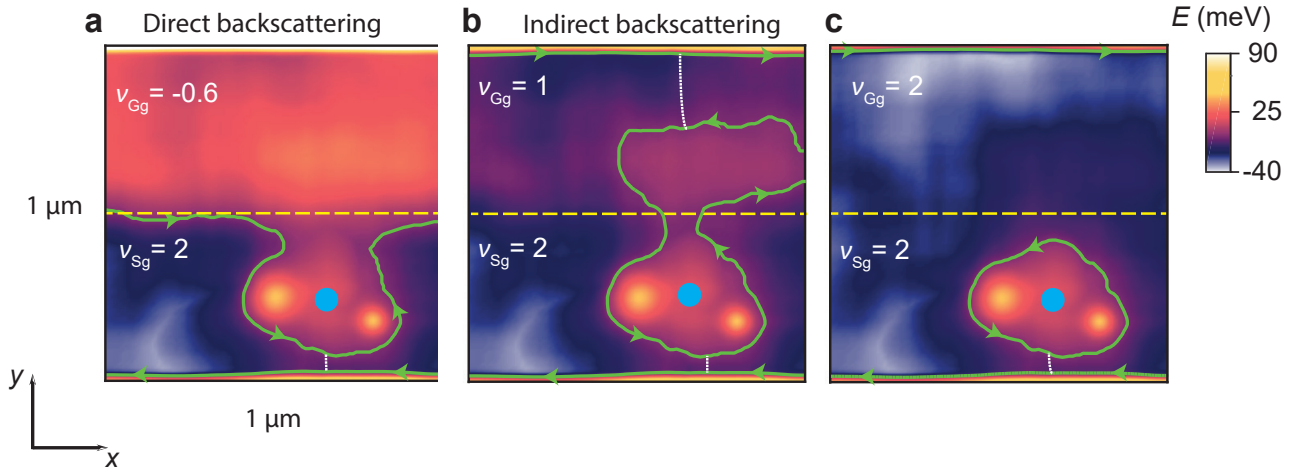 a Direct backscattering
b Indirect backscattering
c
E (meV)
90
25
-40
νGg= -0.6
νGg= 1
νGg= 2
1 μm
νSg= 2
νSg= 2
νSg= 2
y
x
1 μm